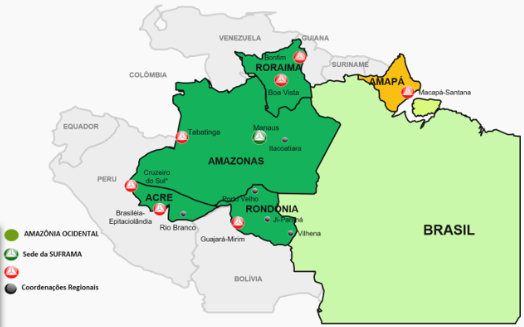 VENEZUELA
GUIANA
SURINAME
COLÔMBIA
Bonfim
RORAIMA
Boa Vista
AMAPÁ
Macapá-Santana
EQUADOR
Tabatinga
Manaus
Itacoatiara
AMAZONAS
PERU
Cruzeiro
do Sul*
ACRE
Porto Velho
RONDÔNIA
Brasiléia-
Epitaciolândia
Rio Branco
Ji-Paraná
Guajará-Mirim
Vilhena
BRASIL
BOLÍVIA
AMAZÔNIA OCIDENTAL
Sede da SUFRAMA
Coordenações Regionais